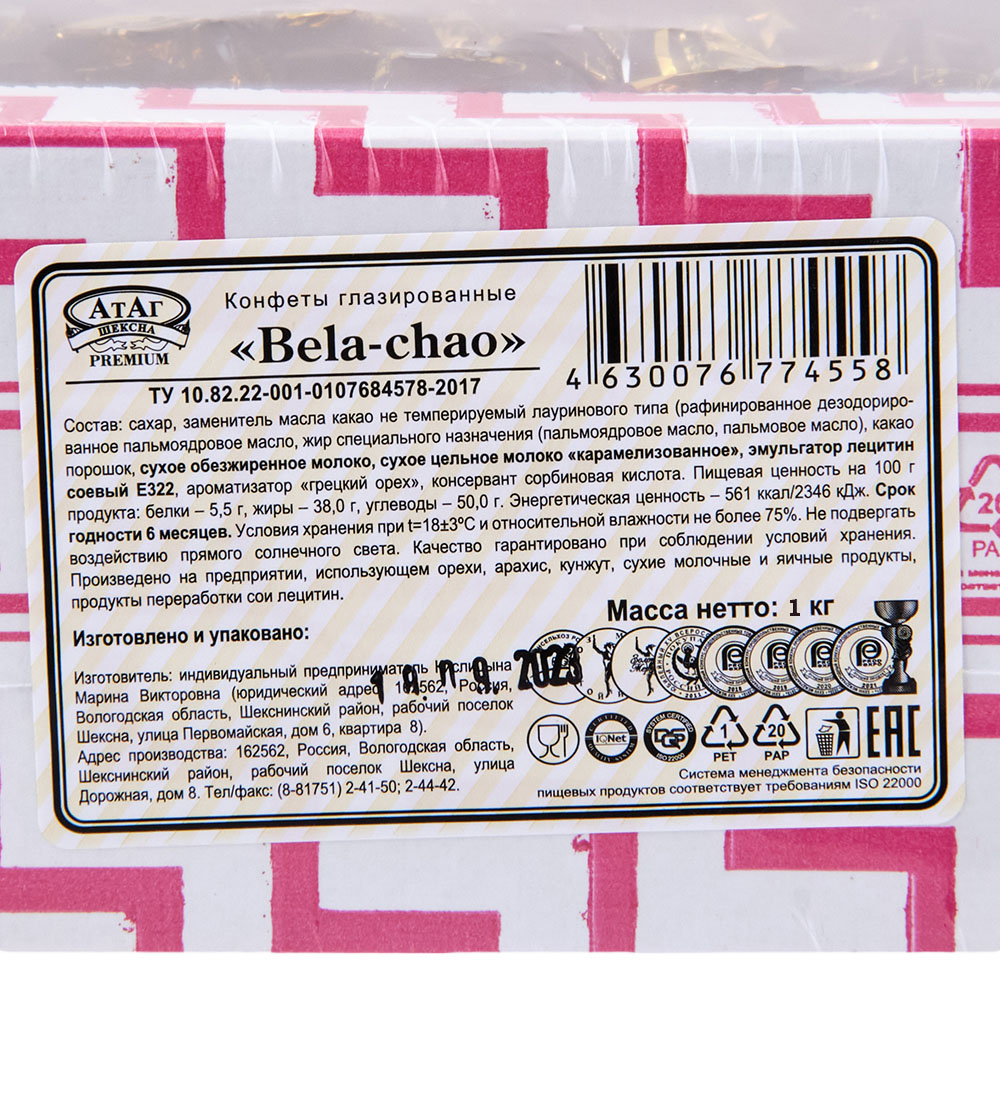 АтАг
ШЕКСНА
PREMIUM
Конфеты глазированные
«Bela-chao»
ТУ 10.82.22-001-0107684578-2017
4 630076 774558
Состав: сахар, заменитель масла какао не темперируемый лауринового типа (рафинированное дезодориро-
ванное пальмоядровое масло, жир специального назначения (пальмоядровое масло, пальмовое масло), какао
порошок, сухое обезжиренное молоко, сухое цельное молоко «карамелизованное», эмульгатор лецитин
соевый Е322, ароматизатор «грецкий орех», консервант сорбиновая кислота. Пищевая ценность на 100 г
продукта: белки – 5,5 г, жиры – 38,0 г, углеводы – 50,0 г. Энергетическая ценность – 561 ккал/2346 кДж. Срок
годности 6 месяцев. Условия хранения при t=18±3ºС и относительной влажности не более 75%. Не подвергать
воздействию прямого солнечного света. Качество гарантировано при соблюдении условий хранения.
Произведено на предприятии, использующем орехи, арахис, кунжут, сухие молочные и яичные продукты,
продукты переработки сои лецитин.
Масса нетто: 1 кг
Изготовлено и упаковано:
2023
Изготовитель: индивидуальный предприниматель
Марина Викторовна (юридический адрес 162562, Россия,
Вологодская область, Шекснинский район, рабочий поселок
Шексна, улица Первомайская, дом 6, квартира 8).
Адрес производства: 162562, Россия, Вологодская область,
Шекснинский район, рабочий поселок Шексна, улица
Дорожная, дом 8. Тел/факс: (8-81751) 2-41-50; 2-44-42.
IQNet
SYSTEM CERTIFIED
ISO22000
1
PET
20
PAP
EAC
Система менеджмента безопасности
пищевых продуктов соответствует требованиям ISO 22000
20
PA